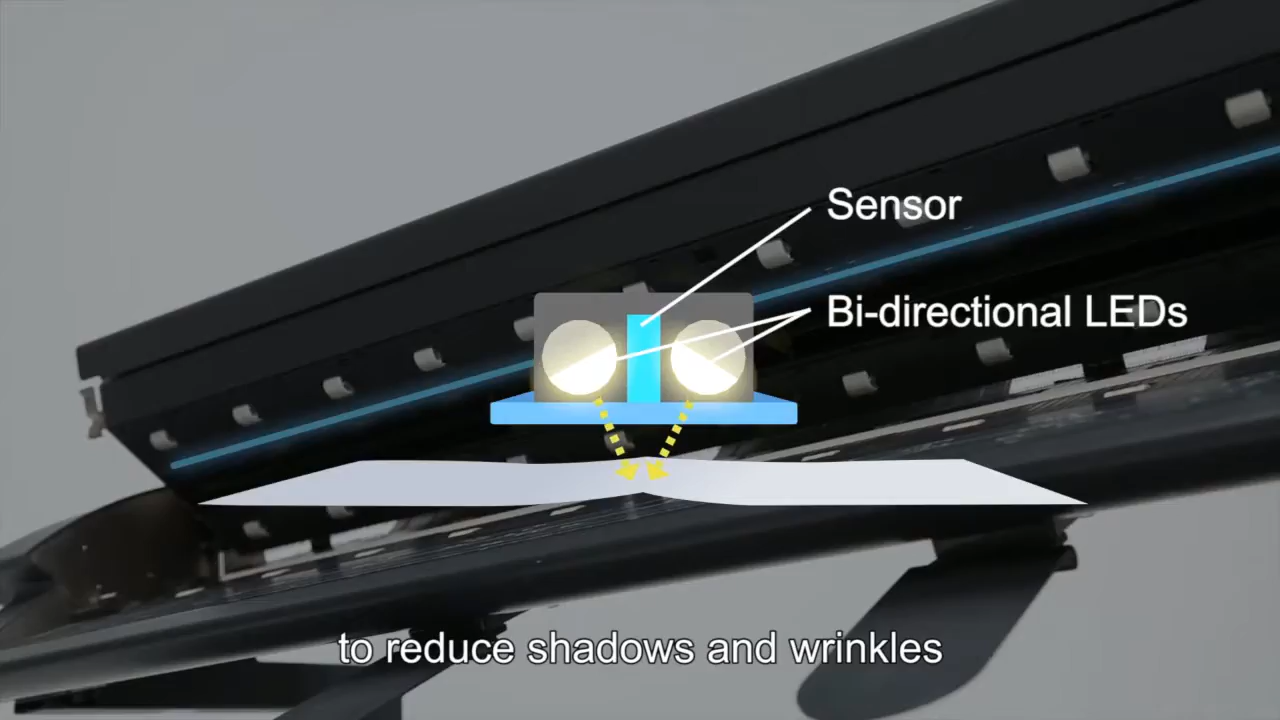 Sensor
Bi-directional LEDs
to reduce shadows and wrinkles